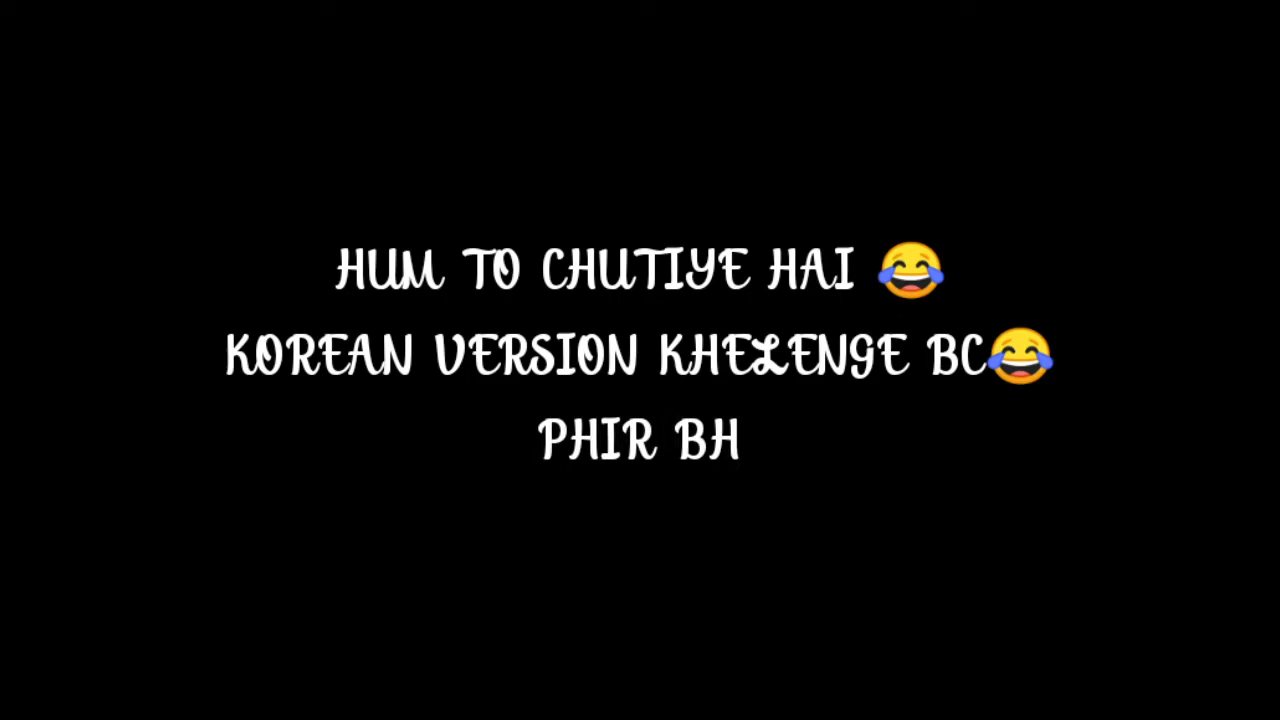 HUM TO CHUTIYE HAI 😂
KOREAN VERSION KHELENGE BC😂
PHIR BH